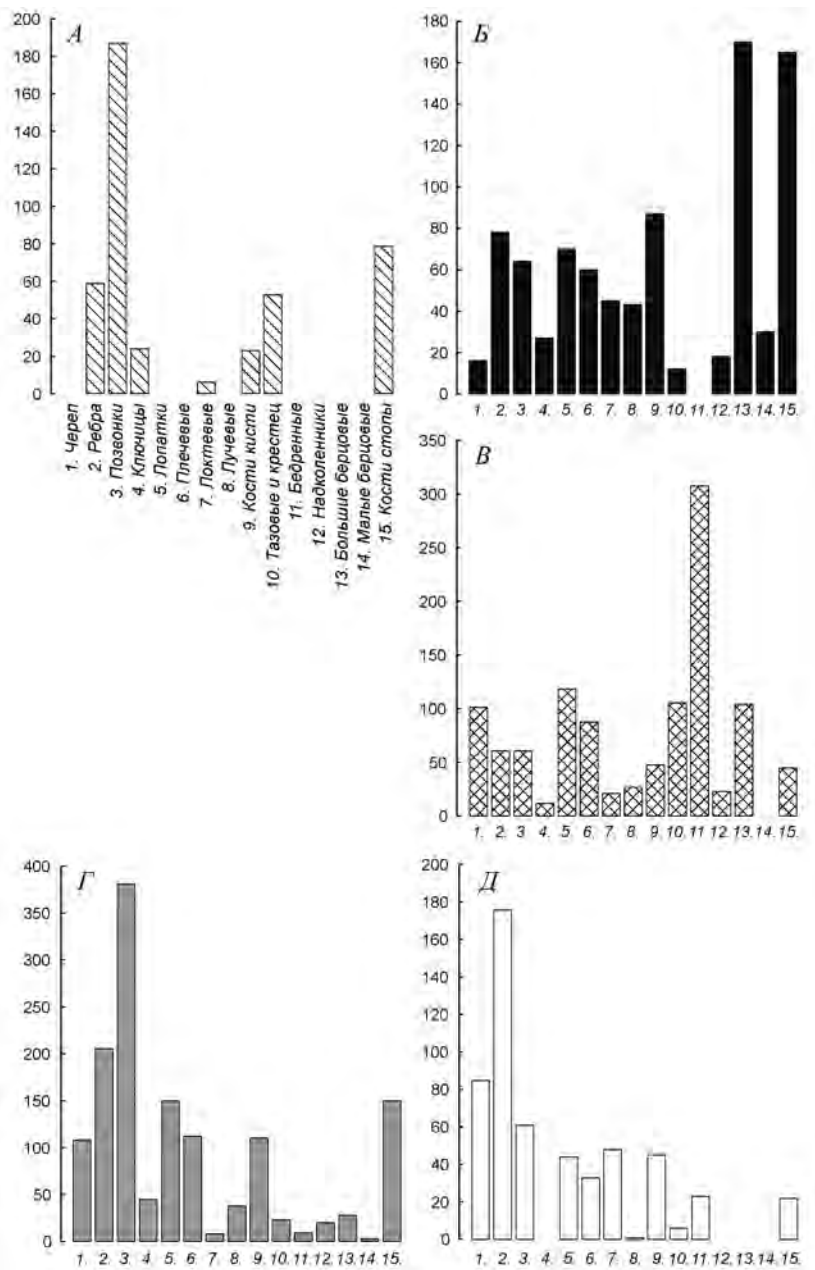 А
200
180
160
140
120
100
80
60
40
20
0
1. Череп
2. Ребра
3. Позвонки
4. Ключицы
5. Лопатки
6. Плечевые
7. Локтевые
8. Лучевые
9. Кости кисти
10. Тазовые и крестец
11. Бедренные
12. Надколенники
13. Большие берцовые
14. Малые берцовые
15. Кости стопы
Б
180
160
140
120
100
80
60
40
20
0
1. 2. 3. 4. 5. 6. 7. 8. 9. 10. 11. 12. 13. 14. 15.
В
350
300
250
200
150
100
50
0
1. 2. 3. 4. 5. 6. 7. 8. 9. 10. 11 12. 13. 14. 15.
Г
400
350
300
250
200
150
100
50
0
1. 2. 3. 4. 5. 6. 7. 8. 9. 10. 11. 12. 13. 14. 15.
Д
200
180
160
140
120
100
80
60
40
20
0
1. 2. 3. 4. 5. 6. 7. 8. 9. 10. 11. 12. 13. 14. 15.